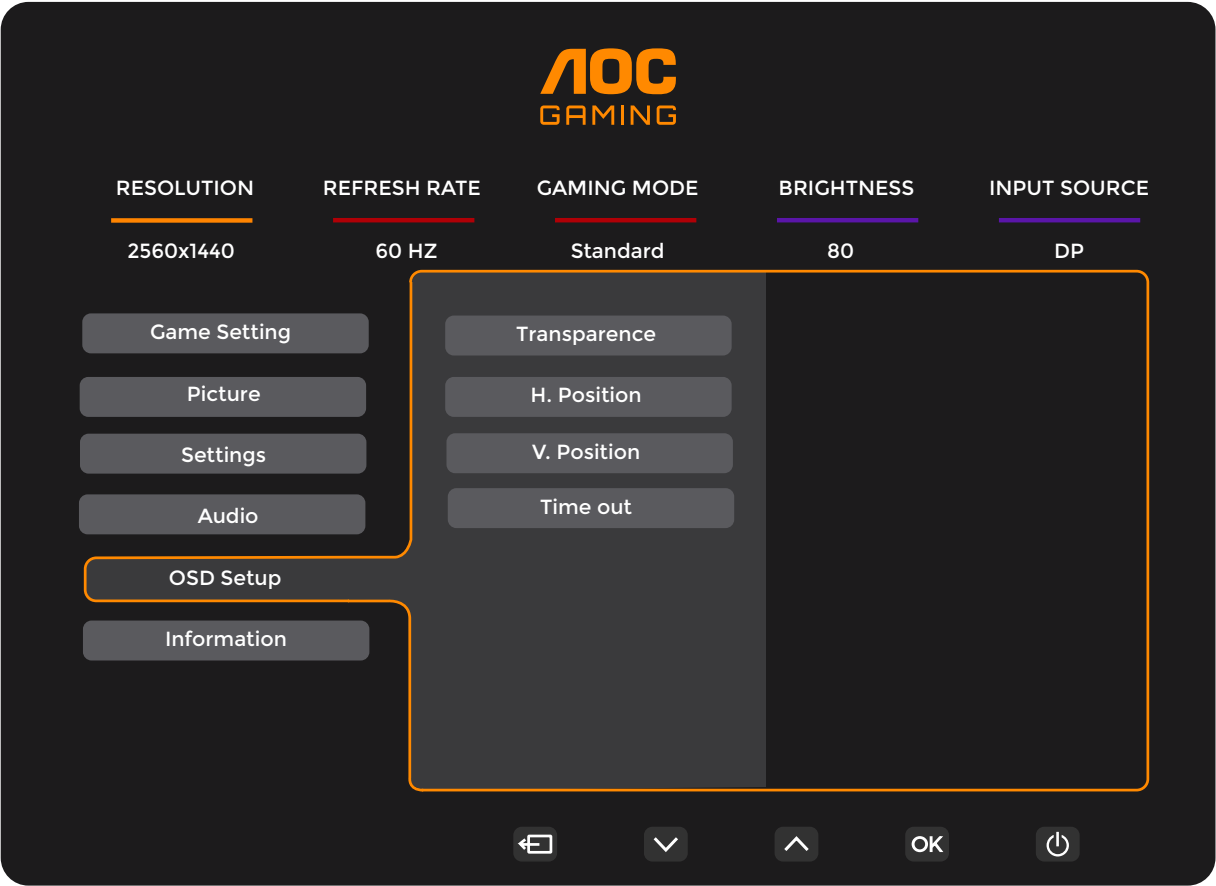 AOC
GAMING
RESOLUTION REFRESH RATE GAMING MODE BRIGHTNESS INPUT SOURCE
2560x1440 60 HZ Standard 80 DP
Game Setting Transparence
Picture H. Position
Settings V. Position
Audio Time out
OSD Setup
Information
OK